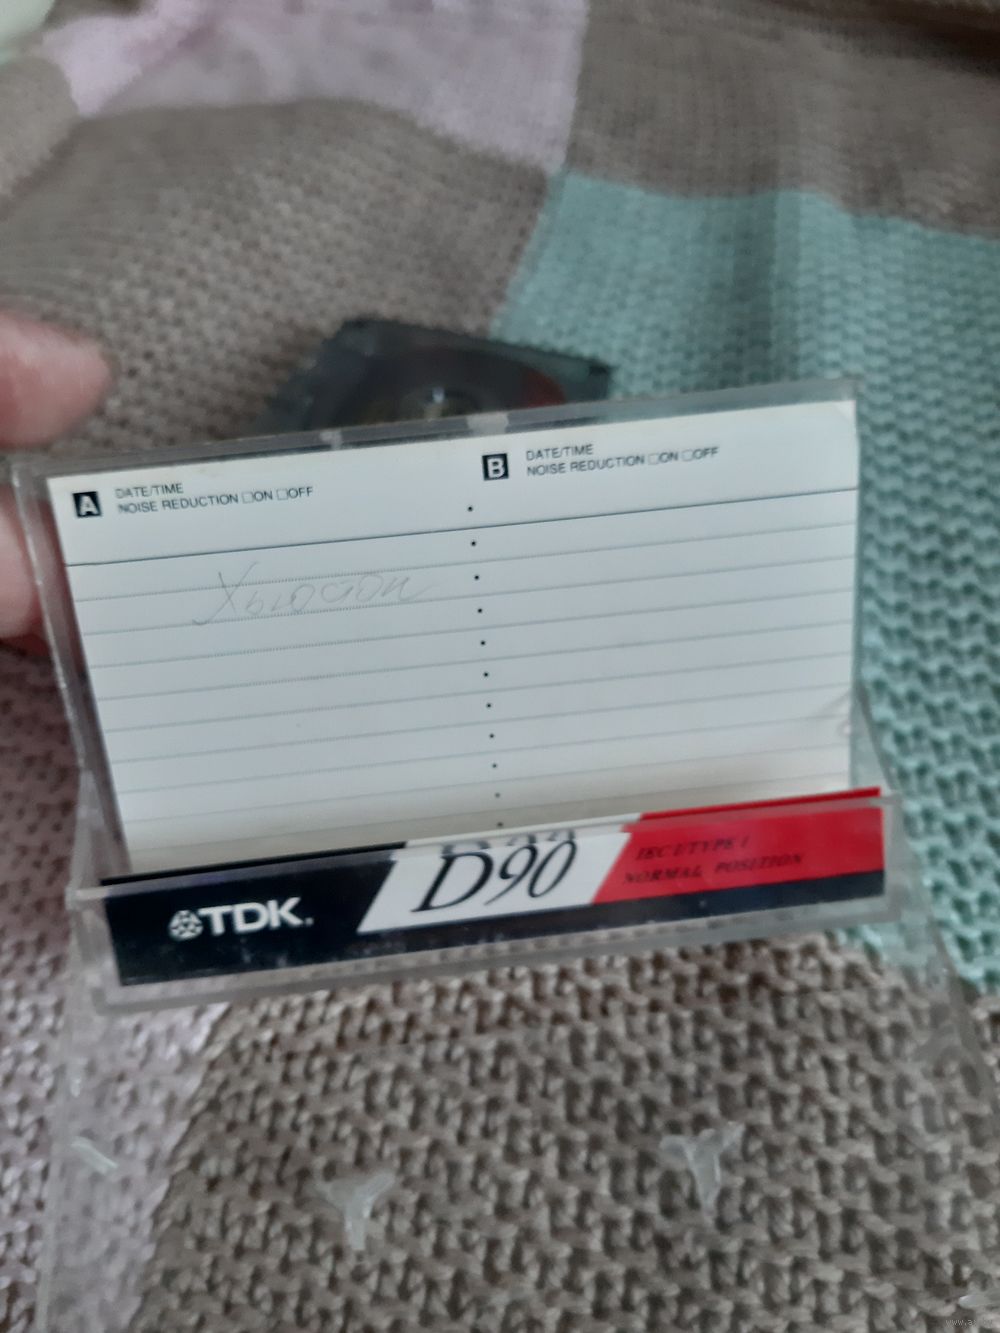 A DATE/TIME
NOISE REDUCTION □ON □OFF
B DATE/TIME
NOISE REDUCTION □ON □OFF
Хьюстон
TDK.
D90
IEC I/TYPE I
NORMAL POSITION